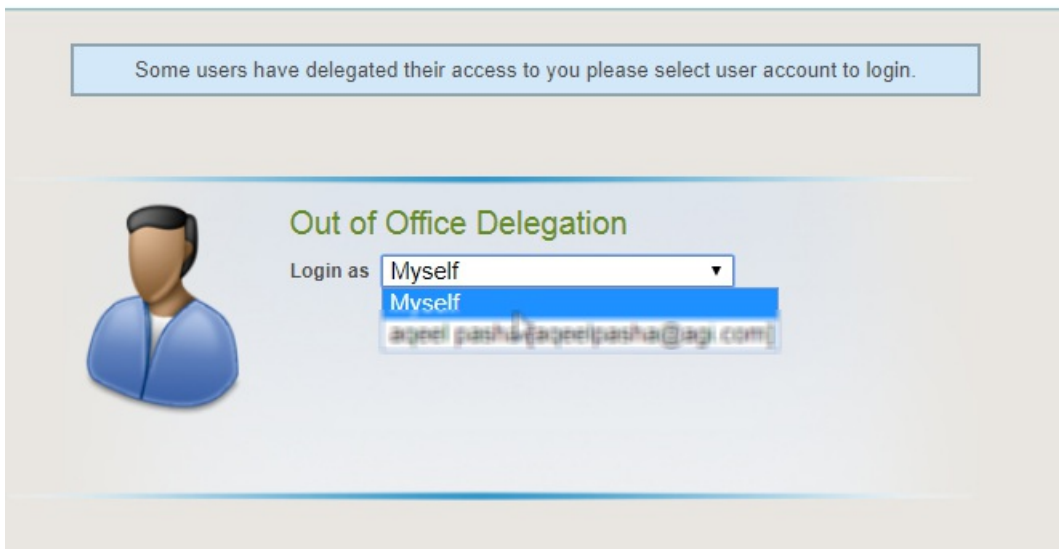 Some users have delegated their access to you please select user account to login.
Out of Office Delegation
Login as Myself
Myself